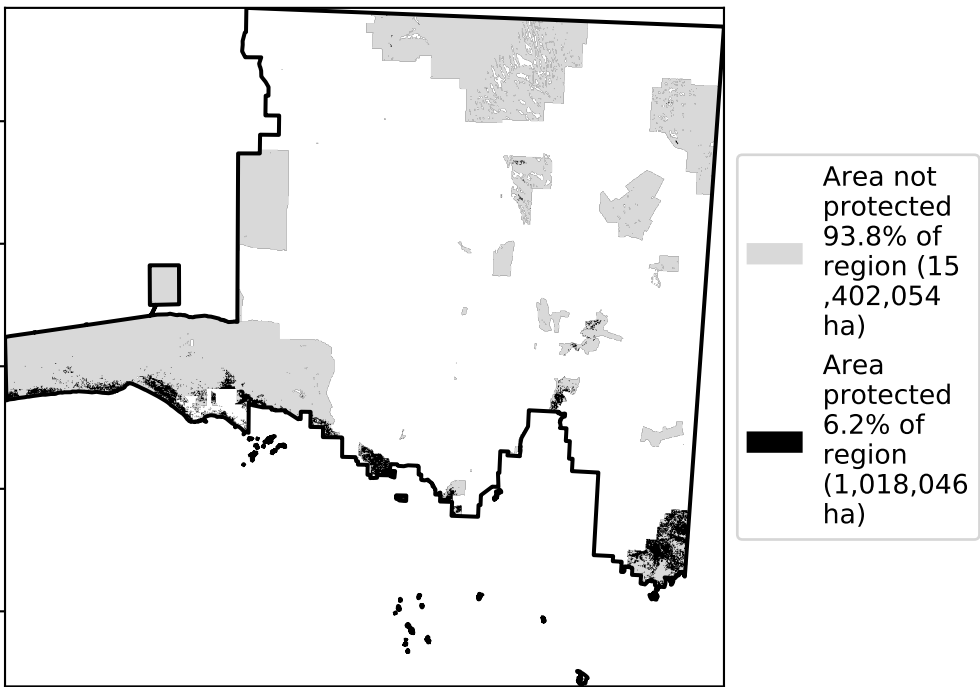 Area not
protected
93.8% of
region (15
,402,054
ha)
Area
protected
6.2% of
region
(1,018,046
ha)